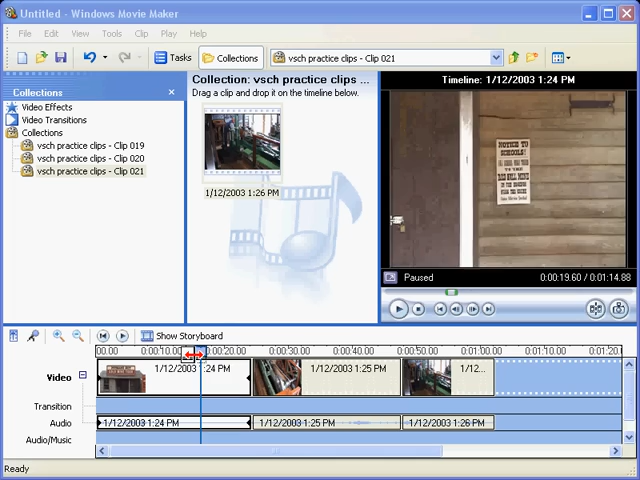 Untitled - Windows Movie Maker
File Edit View Tools Clip Play Help
Tasks Collections vsch practice clips - Clip 021
Collections
Video Effects
Video Transitions
Collections
vsch practice clips - Clip 019
vsch practice clips - Clip 020
vsch practice clips - Clip 021
Collection: vsch practice clips ...
Drag a clip and drop it on the timeline below.
1/12/2003 1:26 PM
Timeline: 1/12/2003 1:24 PM
NOTICE TO
Paused 0:00:19.60 / 0:01:14.88
Show Storyboard
00.00 0:00:10.00 0:00:20.00 0:00:30.00 0:00:40.00 0:00:50.00 0:01:00.00 0:01:10.00 0:01:20
Video 1/12/2003 1:24 PM 1/12/2003 1:25 PM 1/12...
Transition
Audio 1/12/2003 1:24 PM 1/12/2003 1:25 PM 1/12/2003 1:26 PM
Audio/Music
Ready